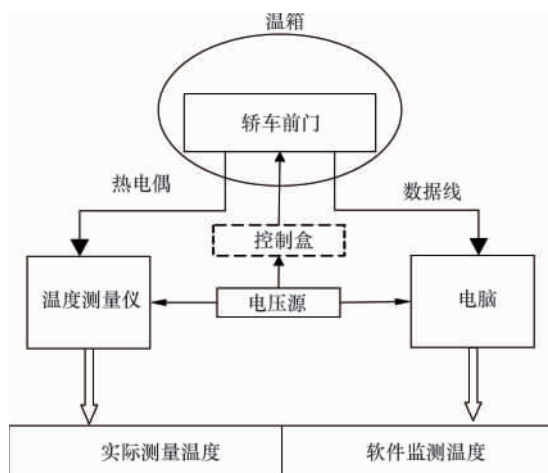 温箱
轿车前门
热电偶
数据线
控制盒
温度测量仪
电压源
电脑
实际测量温度
软件监测温度